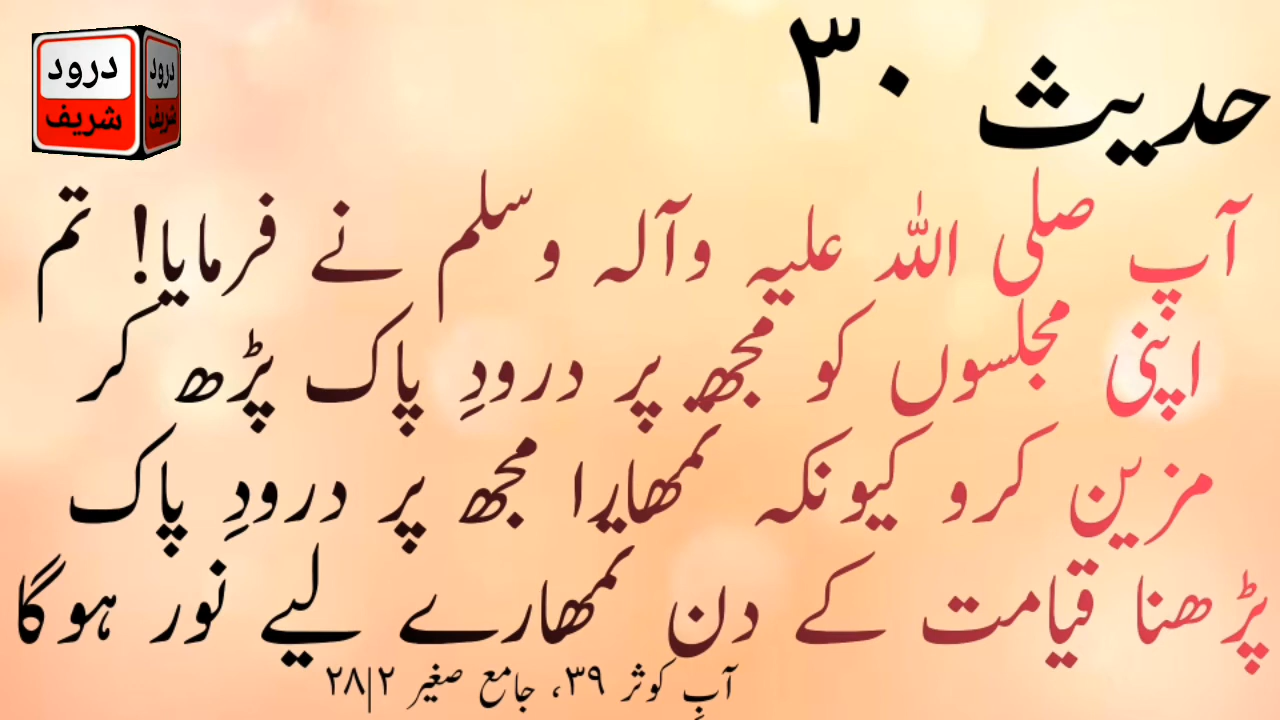 درود
شریف
درود
شریف
حدیث ۳۰
آپ صلی اللہ علیہ وآلہ وسلم نے فرمایا! تم
اپنی مجلسوں کو مجھ پر درودِ پاک پڑھ کر
مزین کرو کیونکہ تمھارا مجھ پر درودِ پاک
پڑھنا قیامت کے دن تمھارے لیے نور ہوگا
آبِ کوثر ۳۹، جامع صغیر ۲|۲۸